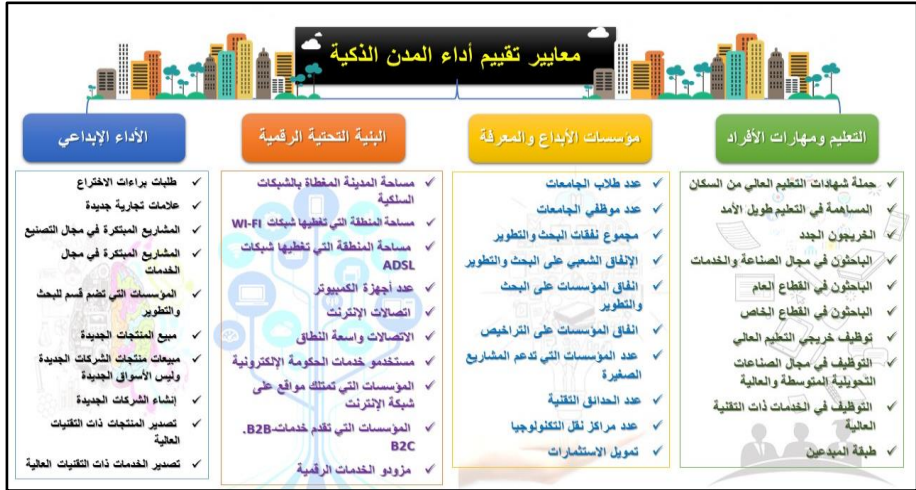 معايير تقييم أداء المدن الذكية
التعليم ومهارات الأفراد
حملة شهادات التعليم العالي من السكان
المساهمة في التعليم طويل الأمد
الخريجون الجدد
الباحثون في مجال الصناعة والخدمات
الباحثون في القطاع العام
الباحثون في القطاع الخاص
توظيف خريجي التعليم العالي
التوظيف في مجال الصناعات
التحويلية المتوسطة والعالية
التوظيف في الخدمات ذات التقنية
العالية
طبقة المبدعين
مؤسسات الأبداع والمعرفة
عدد طلاب الجامعات
عدد موظفي الجامعات
مجموع نفقات البحث والتطوير
الإنفاق الشعبي على البحث والتطوير
انفاق المؤسسات على البحث
والتطوير
انفاق المؤسسات على التراخيص
عدد المؤسسات التي تدعم المشاريع
الصغيرة
عدد الحدائق التقنية
عدد مراكز نقل التكنولوجيا
تمويل الاستثمارات
البنية التحتية الرقمية
مساحة المدينة المغطاة بالشبكات
السلكية
مساحة المنطقة التي تغطيها شبكات WI-FI
مساحة المنطقة التي تغطيها شبكات
ADSL
عدد أجهزة الكمبيوتر
اتصالات الإنترنت
الاتصالات واسعة النطاق
مستخدمو خدمات الحكومة الإلكترونية
المؤسسات التي تمتلك مواقع على
شبكة الإنترنت
المؤسسات التي تقدم خدمات-B2B.
B2C
مزودو الخدمات الرقمية
الأداء الإبداعي
طلبات براءات الاختراع
علامات تجارية جديدة
المشاريع المبتكرة في مجال التصنيع
المشاريع المبتكرة في مجال
الخدمات
المؤسسات التي تضم قسم للبحث
والتطوير
مبيع المنتجات الجديدة
مبيعات منتجات الشركات الجديدة
وليس الأسواق الجديدة
إنشاء الشركات الجديدة
تصدير المنتجات ذات التقنيات
العالية
تصدير الخدمات ذات التقنيات العالية